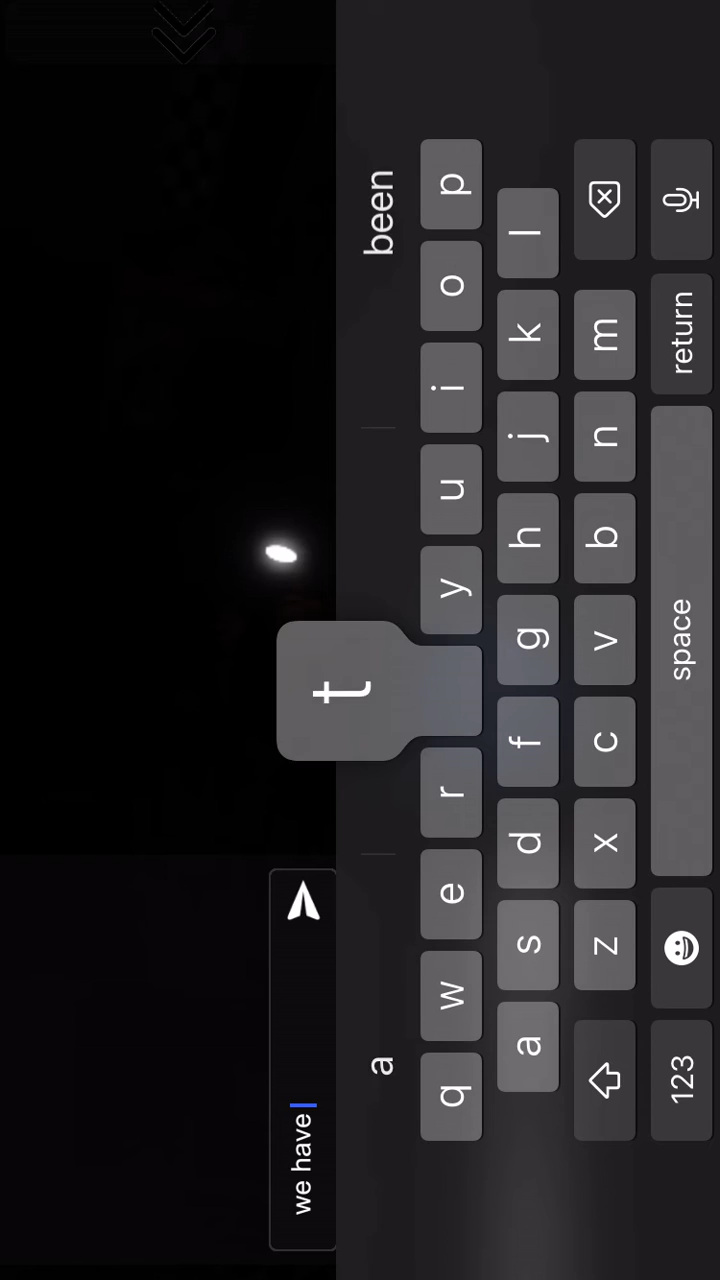 we have
a
been
t
q w e r y u i o p
a s d f g h j k l
z x c v b n m
123 space return